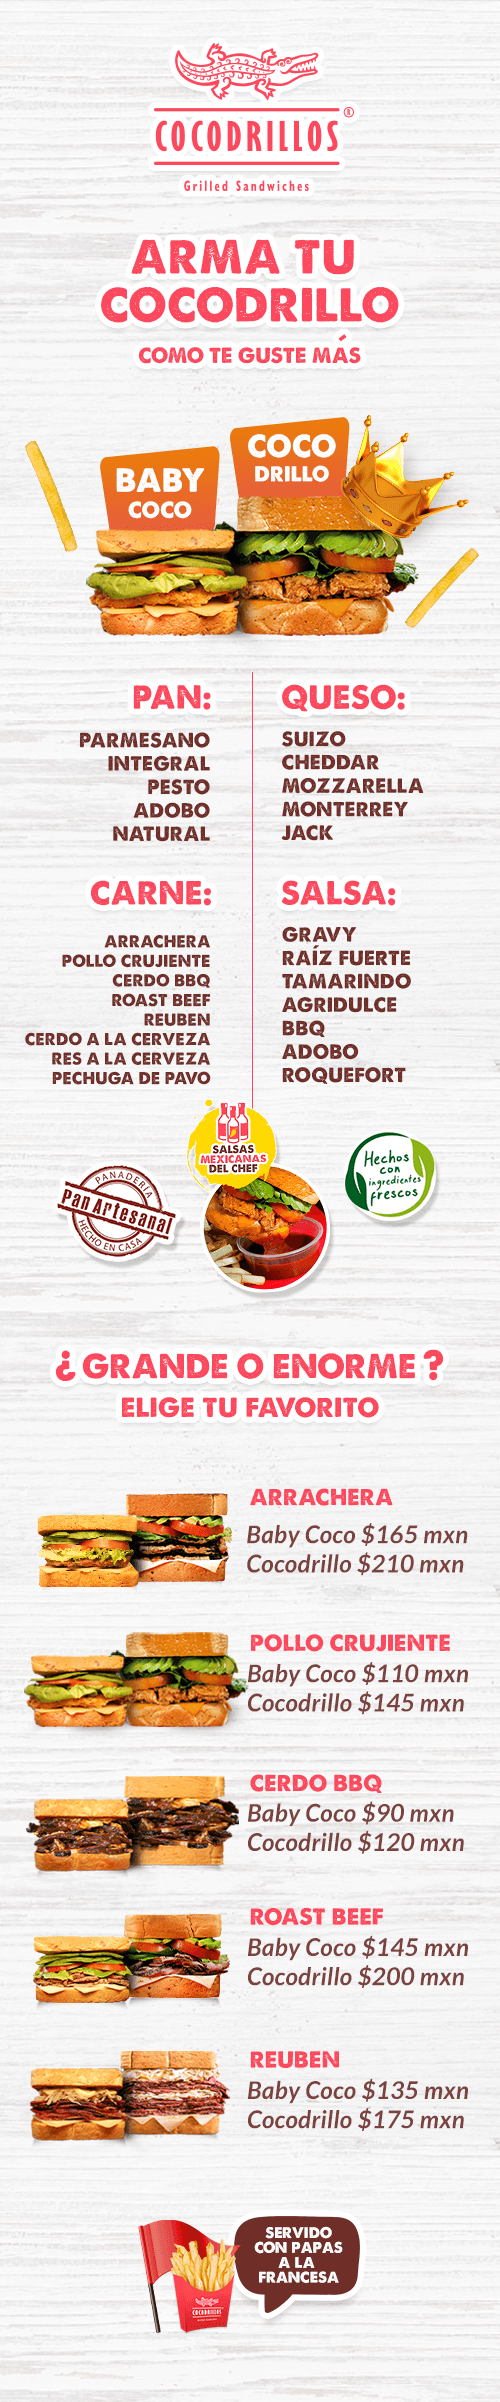 COCODRILLOS®
Grilled Sandwiches
ARMA TU
COCODRILLO
COMO TE GUSTE MÁS
BABY
COCO
COCO
DRILLO
PAN:
PARMESANO
INTEGRAL
PESTO
ADOBO
NATURAL
QUESO:
SUIZO
CHEDDAR
MOZZARELLA
MONTERREY
JACK
CARNE:
ARRACHERA
POLLO CRUJIENTE
CERDO BBQ
ROAST BEEF
REUBEN
CERDO A LA CERVEZA
RES A LA CERVEZA
PECHUGA DE PAVO
SALSA:
GRAVY
RAÍZ FUERTE
TAMARINDO
AGRIDULCE
BBQ
ADOBO
ROQUEFORT
PANADERÍA
Pan Artesanal
HECHO EN CASA
SALSAS
MEXICANAS
DEL CHEF
Hechos
con
ingredientes
frescos
¿GRANDE O ENORME?
ELIGE TU FAVORITO
ARRACHERA
Baby Coco $165 mxn
Cocodrillo $210 mxn
POLLO CRUJIENTE
Baby Coco $110 mxn
Cocodrillo $145 mxn
CERDO BBQ
Baby Coco $90 mxn
Cocodrillo $120 mxn
ROAST BEEF
Baby Coco $145 mxn
Cocodrillo $200 mxn
REUBEN
Baby Coco $135 mxn
Cocodrillo $175 mxn
SERVIDO
CON PAPAS
A LA
FRANCESA
COCODRILLOS